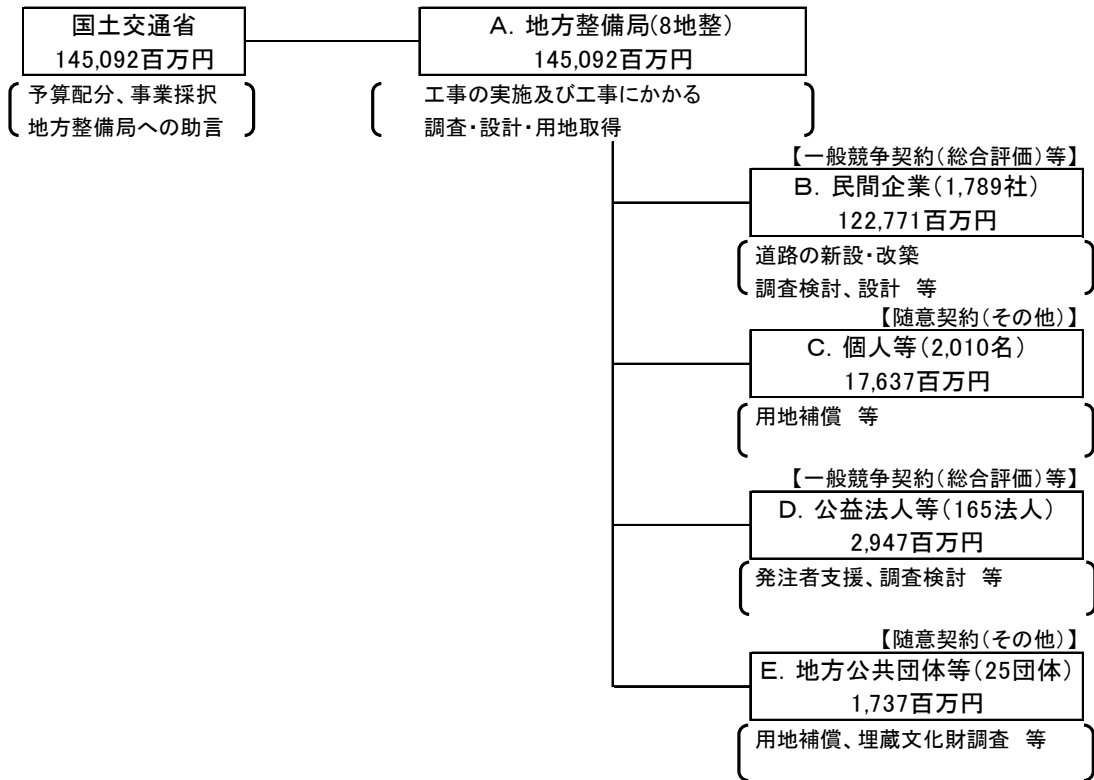 国土交通省
145,092百万円
予算配分、事業採択
地方整備局への助言
A. 地方整備局(8地整)
145,092百万円
工事の実施及び工事にかかる
調査・設計・用地取得
【一般競争契約(総合評価)等】
B. 民間企業(1,789社)
122,771百万円
道路の新設・改築
調査検討、設計 等
【随意契約(その他)】
C. 個人等(2,010名)
17,637百万円
用地補償 等
【一般競争契約(総合評価)等】
D. 公益法人等(165法人)
2,947百万円
発注者支援、調査検討 等
【随意契約(その他)】
E. 地方公共団体等(25団体)
1,737百万円
用地補償、埋蔵文化財調査 等